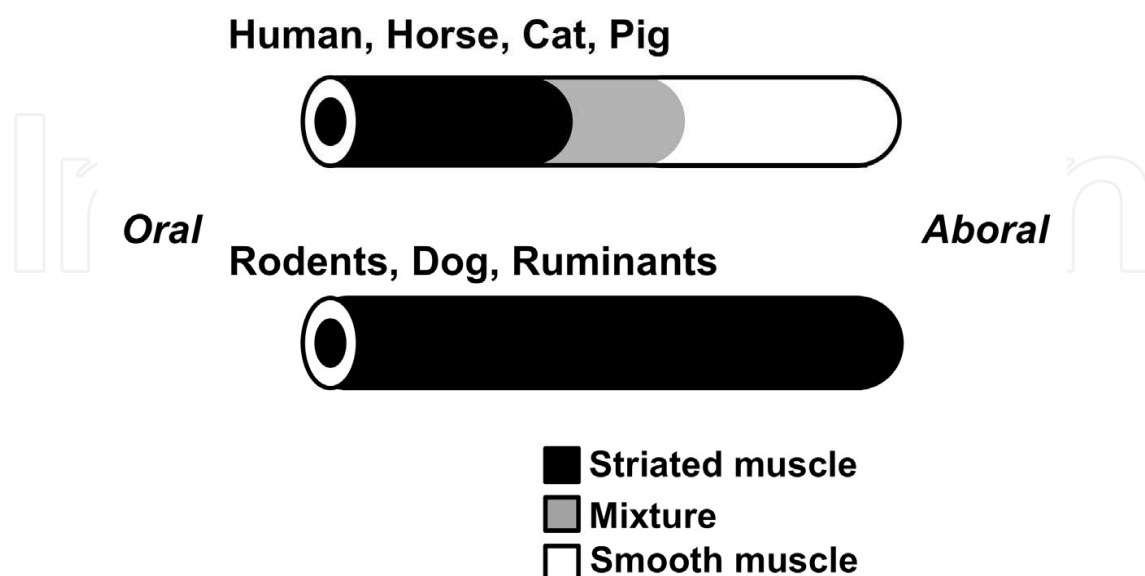 Human, Horse, Cat, Pig
Oral
Aboral
Rodents, Dog, Ruminants
Striated muscle
Mixture
Smooth muscle